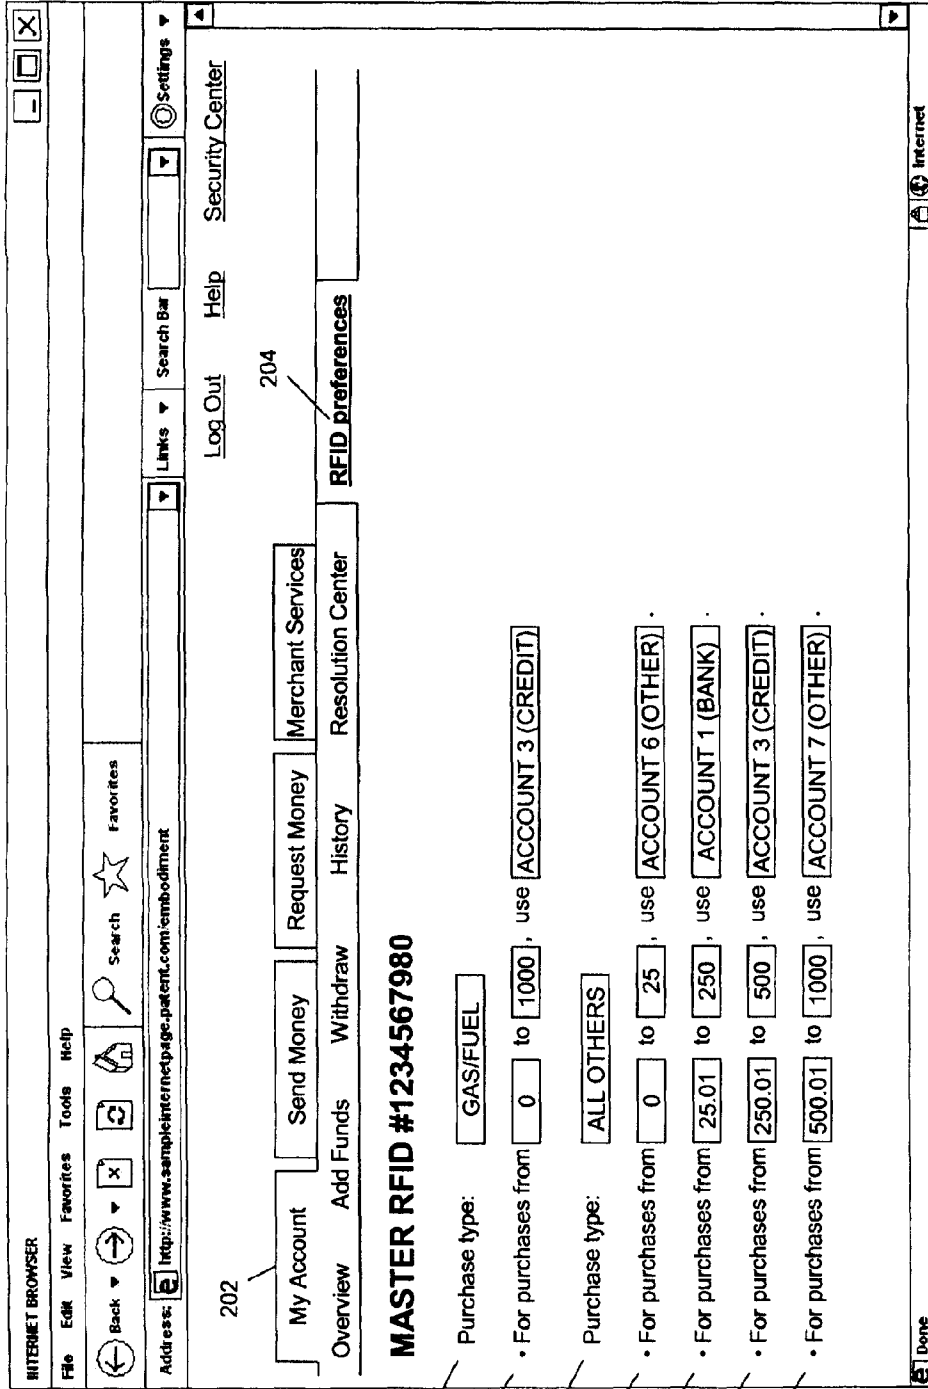 INTERNET BROWSER
File Edit View Favorites Tools Help
Back Search Favorites
Address: http://www.sampleinternetpage.patent.com/embodiment Links Search Bar Settings
Log Out Help Security Center
202
My Account Send Money Request Money Merchant Services
204
Overview Add Funds Withdraw History Resolution Center RFID preferences
MASTER RFID #1234567980
Purchase type: GAS/FUEL
• For purchases from 0 to 1000, use ACCOUNT 3 (CREDIT)
Purchase type: ALL OTHERS
• For purchases from 0 to 25, use ACCOUNT 6 (OTHER).
• For purchases from 25.01 to 250, use ACCOUNT 1 (BANK).
• For purchases from 250.01 to 500, use ACCOUNT 3 (CREDIT).
• For purchases from 500.01 to 1000, use ACCOUNT 7 (OTHER).
Done Internet